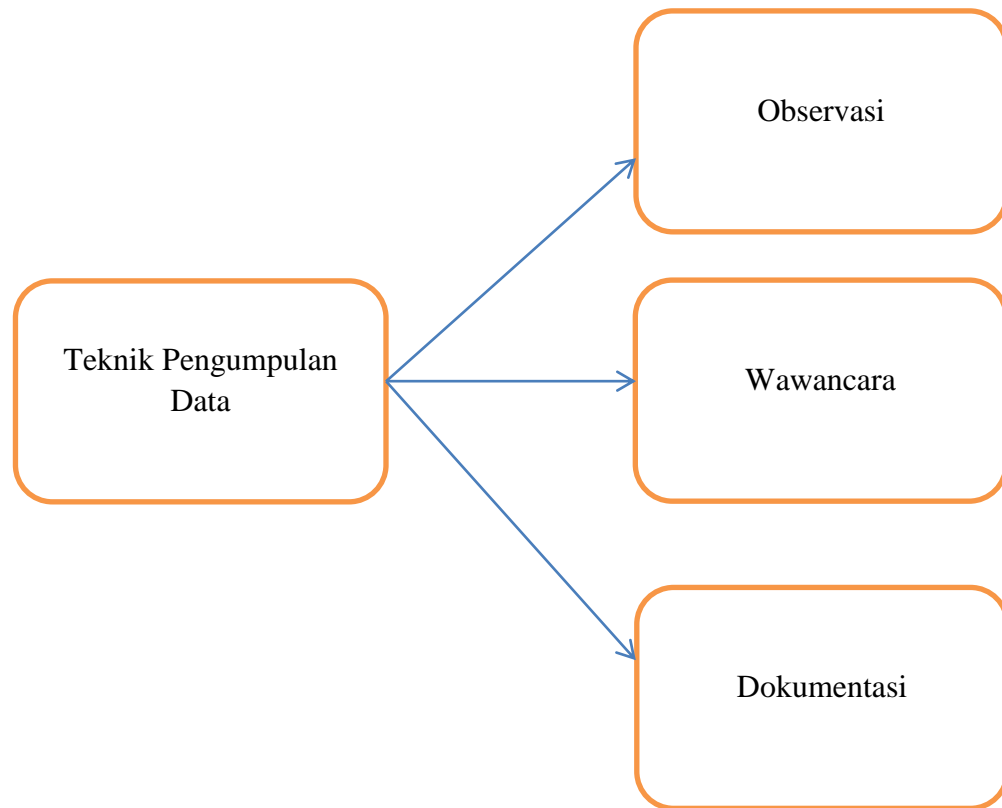 Observasi
Teknik Pengumpulan
Data
Wawancara
Dokumentasi